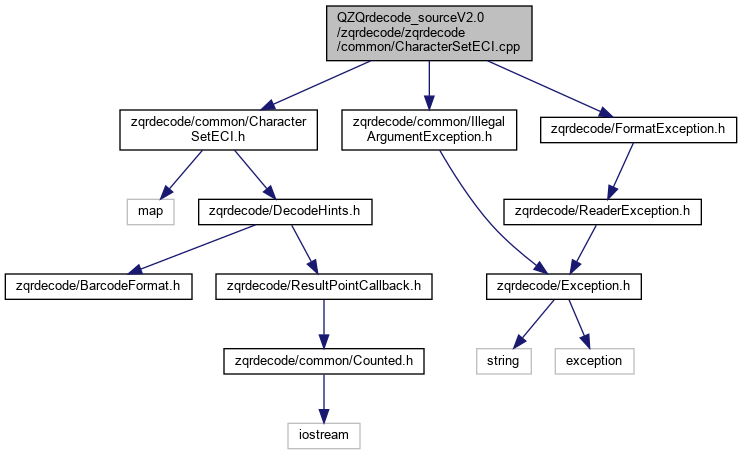 QZQrdecode_sourceV2.0
/zqrdecode/zqrdecode
/common/CharacterSetECI.cpp
zqrdecode/common/Character
SetECI.h
zqrdecode/common/Illegal
ArgumentException.h
zqrdecode/FormatException.h
map
zqrdecode/DecodeHints.h
zqrdecode/ReaderException.h
zqrdecode/BarcodeFormat.h
zqrdecode/ResultPointCallback.h
zqrdecode/Exception.h
zqrdecode/common/Counted.h
string
exception
iostream